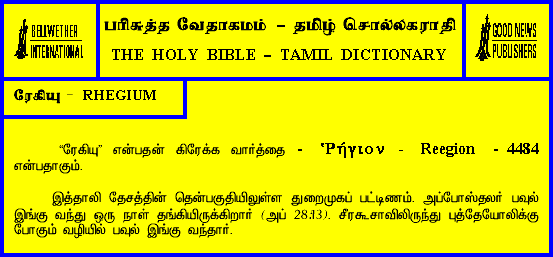 BELLWETHER
INTERNATIONAL
பரிசுத்த வேதாகமம் – தமிழ் சொல்லகராதி
THE HOLY BIBLE – TAMIL DICTIONARY
GOOD NEWS
PUBLISHERS
ரேகியு – RHEGIUM
“ரேகியு” என்பதன் கிரேக்க வார்த்தை - Ῥήγιον - Reegion - 4484
என்பதாகும்.
இத்தாலி தேசத்தின் தென்பகுதியிலுள்ள துறைமுகப் பட்டிணம். அப்போஸ்தலர் பவுல்
இங்கு வந்து ஒரு நாள் தங்கியிருக்கிறார் (அப் 28:13). சீரகூசாவிலிருந்து புத்தேயோலிக்கு
போகும் வழியில் பவுல் இங்கு வந்தார்.